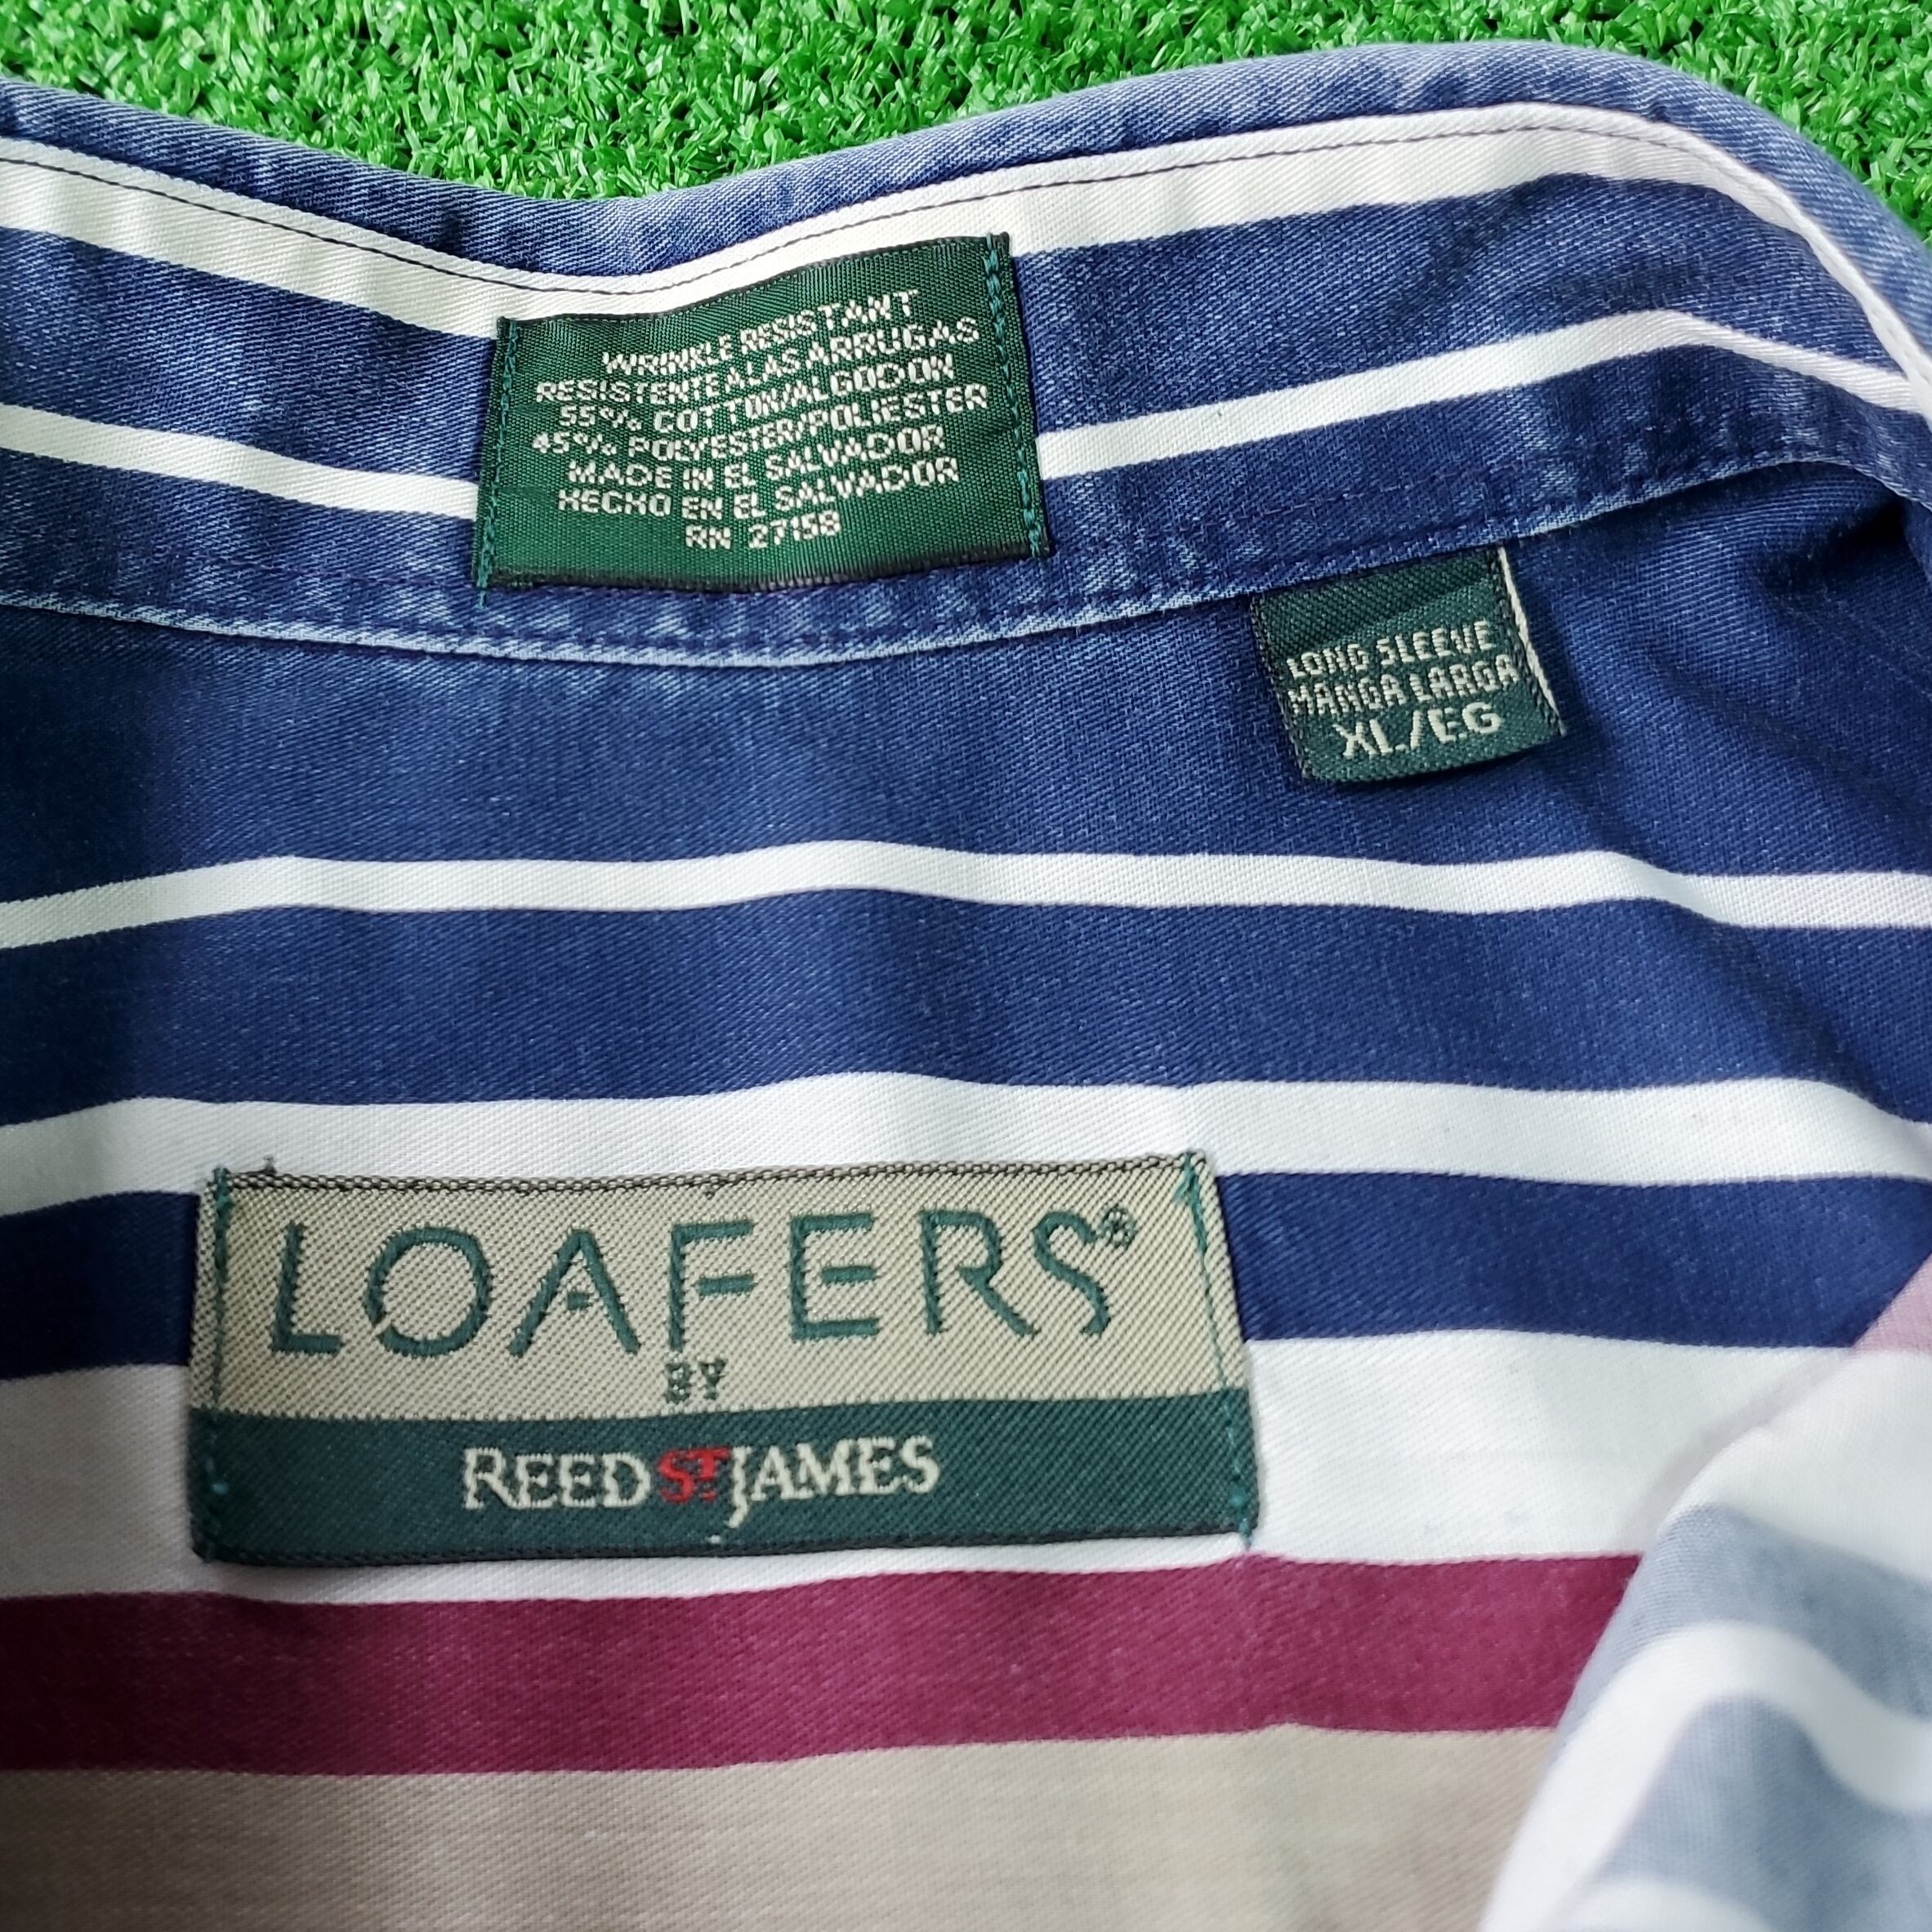 WRINKLE RESISTANT
RESISTENTE A LAS ARRUGAS
55% COTTON/ALGODON
45% POLYESTER/POLIESTER
MADE IN EL SALVADOR
HECHO EN EL SALVADOR
RN 27158
LONG SLEEVE
MANGA LARGA
XL/EG
LOAFERS®
BY
REED ST. JAMES